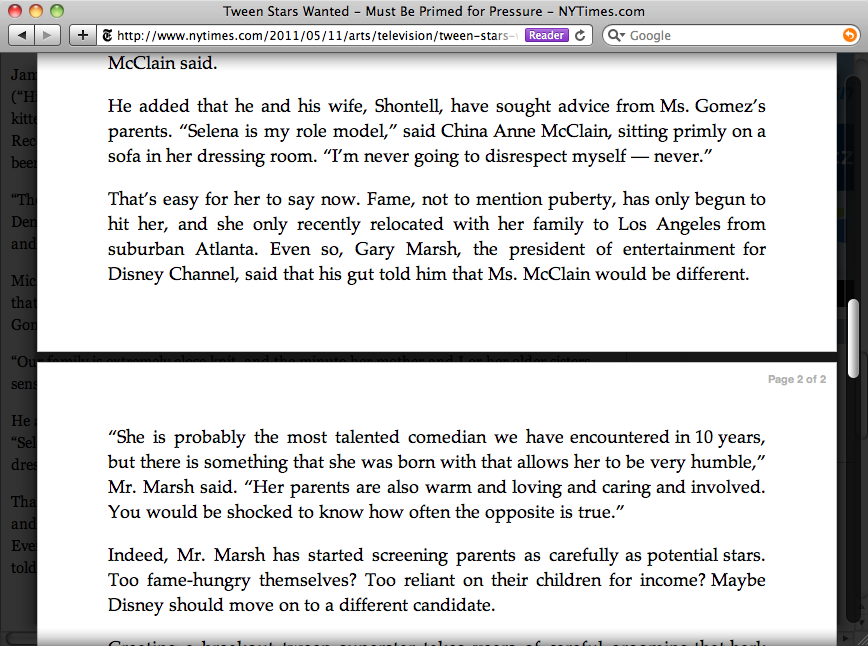 Tween Stars Wanted – Must Be Primed for Pressure – NYTimes.com
http://www.nytimes.com/2011/05/11/arts/television/tween-stars-
Reader
Google
McClain said.
He added that he and his wife, Shontell, have sought advice from Ms. Gomez’s
parents. “Selena is my role model,” said China Anne McClain, sitting primly on a
sofa in her dressing room. “I’m never going to disrespect myself — never.”
That’s easy for her to say now. Fame, not to mention puberty, has only begun to
hit her, and she only recently relocated with her family to Los Angeles from
suburban Atlanta. Even so, Gary Marsh, the president of entertainment for
Disney Channel, said that his gut told him that Ms. McClain would be different.
Page 2 of 2
“She is probably the most talented comedian we have encountered in 10 years,
but there is something that she was born with that allows her to be very humble,”
Mr. Marsh said. “Her parents are also warm and loving and caring and involved.
You would be shocked to know how often the opposite is true.”
Indeed, Mr. Marsh has started screening parents as carefully as potential stars.
Too fame-hungry themselves? Too reliant on their children for income? Maybe
Disney should move on to a different candidate.